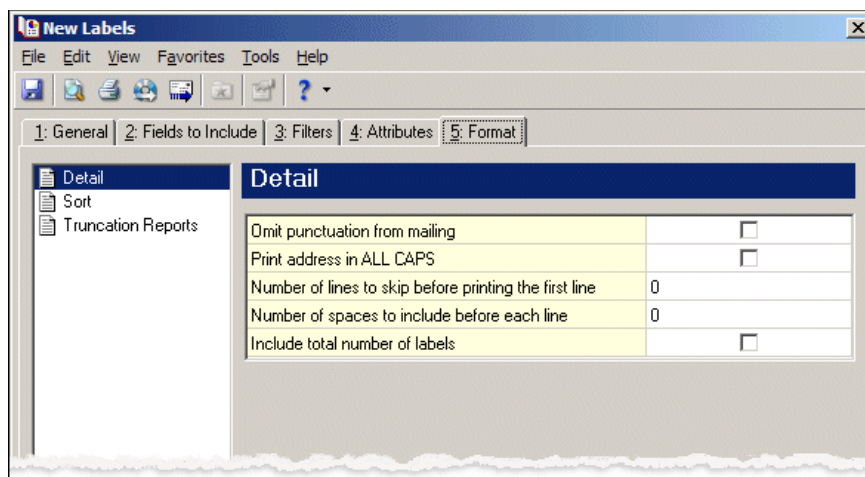 New Labels
File Edit View Favorites Tools Help
1: General 2: Fields to Include 3: Filters 4: Attributes 5: Format
Detail
Sort
Truncation Reports
Detail
Omit punctuation from mailing
Print address in ALL CAPS
Number of lines to skip before printing the first line 0
Number of spaces to include before each line 0
Include total number of labels